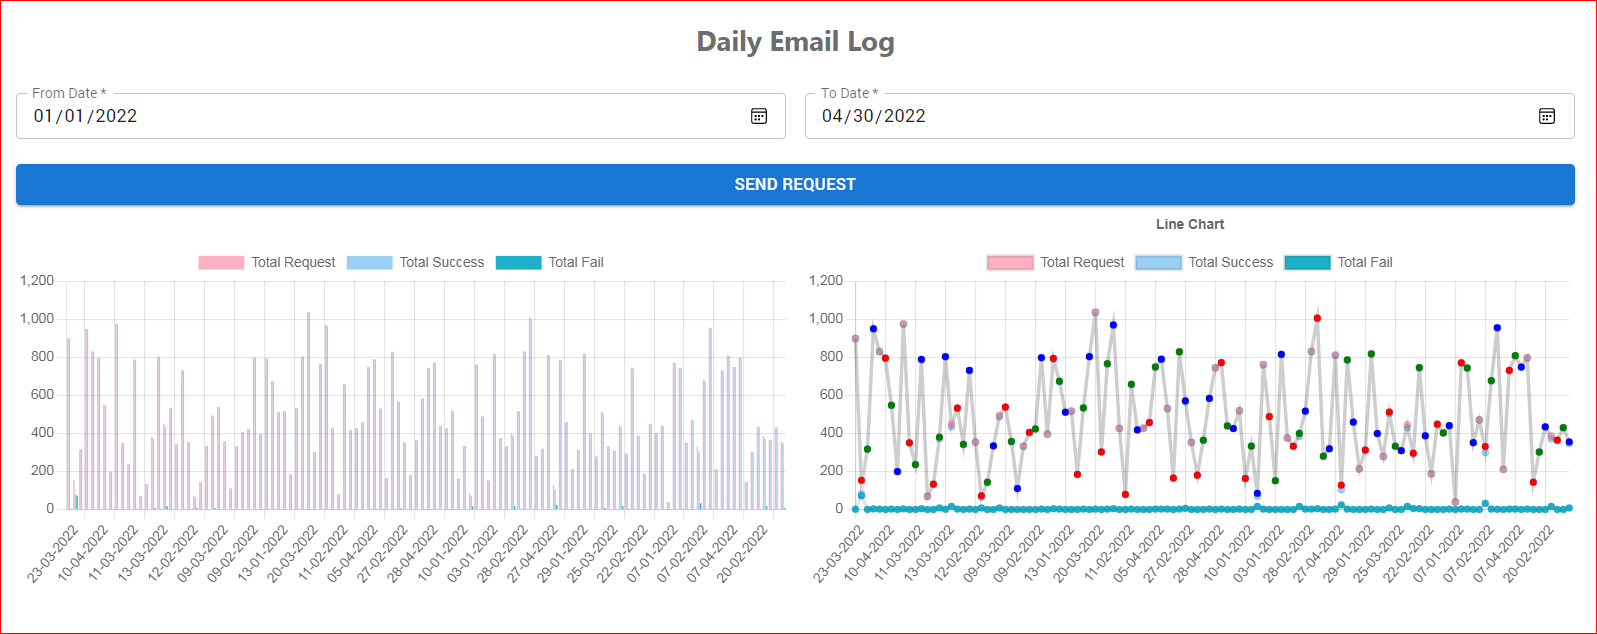 Daily Email Log
From Date *
01/01/2022
To Date *
04/30/2022
SEND REQUEST
Total Request Total Success Total Fail
1,200
1,000
800
600
400
200
0
23-03-2022 10-04-2022 11-03-2022 13-03-2022 12-02-2022 09-03-2022 09-02-2022 13-01-2022 20-03-2022 11-02-2022 05-04-2022 27-02-2022 28-04-2022 10-01-2022 03-01-2022 28-02-2022 27-04-2022 29-01-2022 25-03-2022 22-02-2022 07-01-2022 07-02-2022 07-04-2022 20-02-2022
Line Chart
Total Request Total Success Total Fail
1,200
1,000
800
600
400
200
0
23-03-2022 10-04-2022 11-03-2022 13-03-2022 12-02-2022 09-03-2022 09-02-2022 13-01-2022 20-03-2022 11-02-2022 05-04-2022 27-02-2022 28-04-2022 10-01-2022 03-01-2022 28-02-2022 27-04-2022 29-01-2022 25-03-2022 22-02-2022 07-01-2022 07-02-2022 07-04-2022 20-02-2022